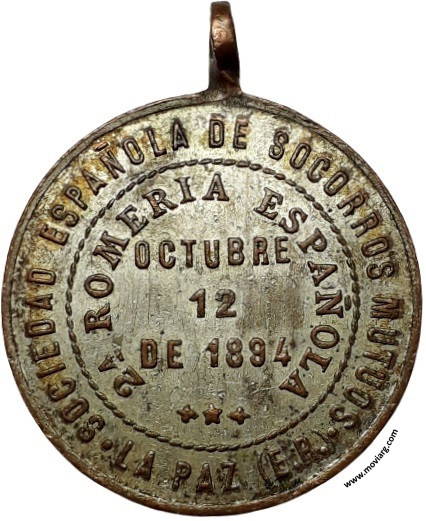 SOCIEDAD ESPAÑOLA DE SOCORROS MUTUOS
· LA PAZ (E.R.) ·
2ª ROMERIA ESPAÑOLA
OCTUBRE
12
DE 1894
www.moviarg.com